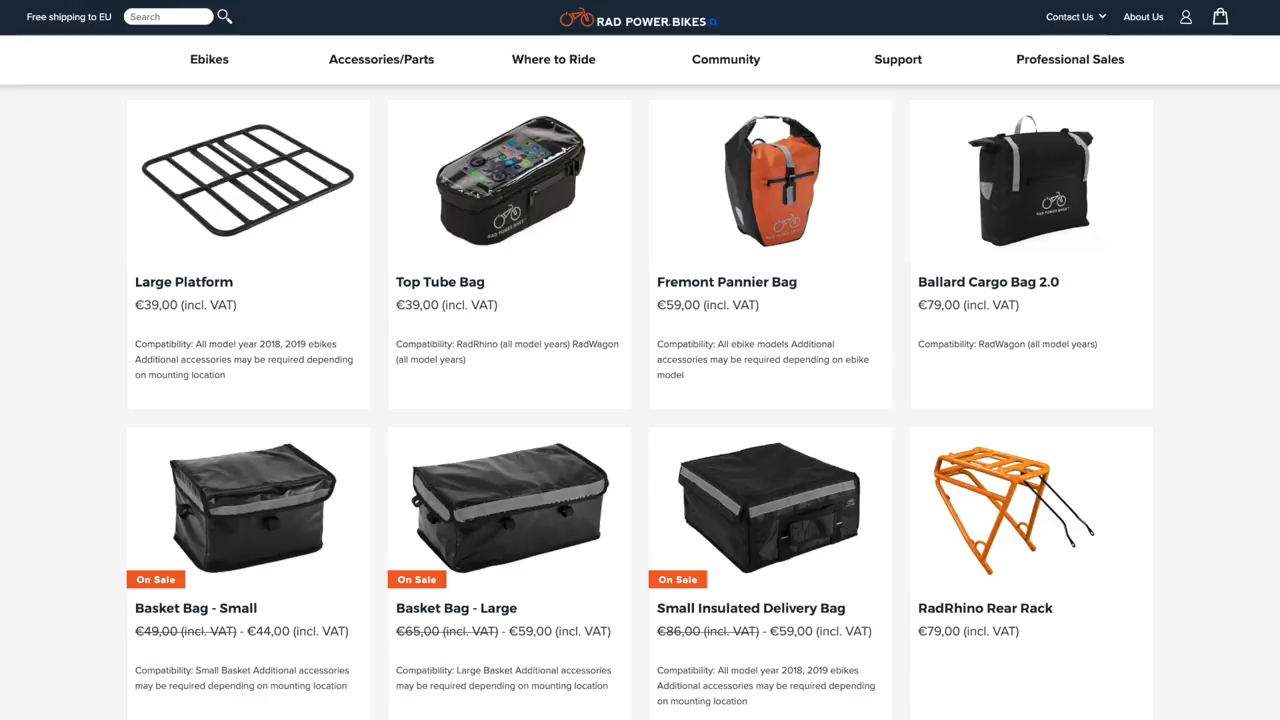 Free shipping to EU
Search
RAD POWER BIKES
Contact Us
About Us
Ebikes
Accessories/Parts
Where to Ride
Community
Support
Professional Sales
RAD POWER BIKES
RAD POWER BIKES
RAD POWER BIKES
Large Platform
€39,00 (incl. VAT)
Compatibility: All model year 2018, 2019 ebikes
Additional accessories may be required depending
on mounting location
Top Tube Bag
€39,00 (incl. VAT)
Compatibility: RadRhino (all model years) RadWagon
(all model years)
Fremont Pannier Bag
€59,00 (incl. VAT)
Compatibility: All ebike models Additional
accessories may be required depending on ebike
model
Ballard Cargo Bag 2.0
€79,00 (incl. VAT)
Compatibility: RadWagon (all model years)
On Sale
Basket Bag - Small
€49,00 (incl. VAT) - €44,00 (incl. VAT)
Compatibility: Small Basket Additional accessories
may be required depending on mounting location
On Sale
Basket Bag - Large
€65,00 (incl. VAT) - €59,00 (incl. VAT)
Compatibility: Large Basket Additional accessories
may be required depending on mounting location
On Sale
Small Insulated Delivery Bag
€86,00 (incl. VAT) - €59,00 (incl. VAT)
Compatibility: All model year 2018, 2019 ebikes
Additional accessories may be required depending
on mounting location
RadRhino Rear Rack
€79,00 (incl. VAT)